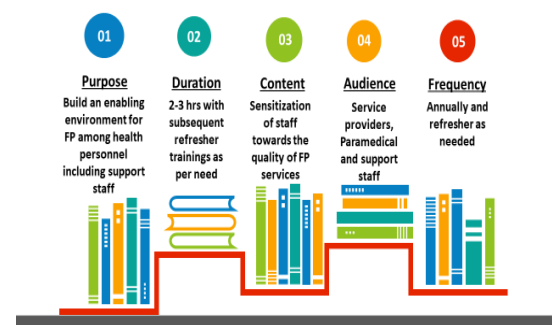 01
Purpose
Build an enabling
environment for
FP among health
personnel
including support
staff
02
Duration
2-3 hrs with
subsequent
refresher
trainings as
per need
03
Content
Sensitization
of staff
towards the
quality of FP
services
04
Audience
Service
providers,
Paramedical
and support
staff
05
Frequency
Annually and
refresher as
needed